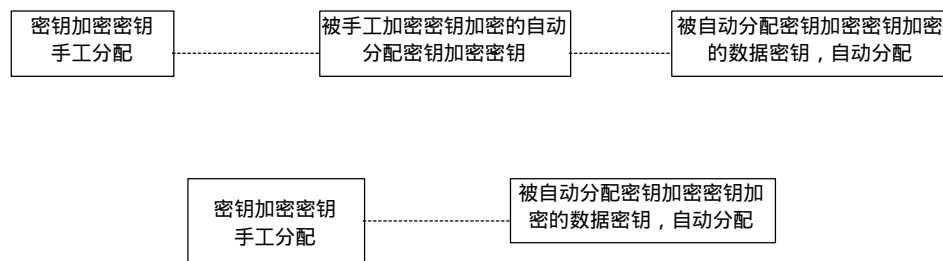 密钥加密密钥
手工分配
被手工加密密钥加密的自动
分配密钥加密密钥
被自动分配密钥加密密钥加密
的数据密钥，自动分配
密钥加密密钥
手工分配
被自动分配密钥加密密钥加
密的数据密钥，自动分配